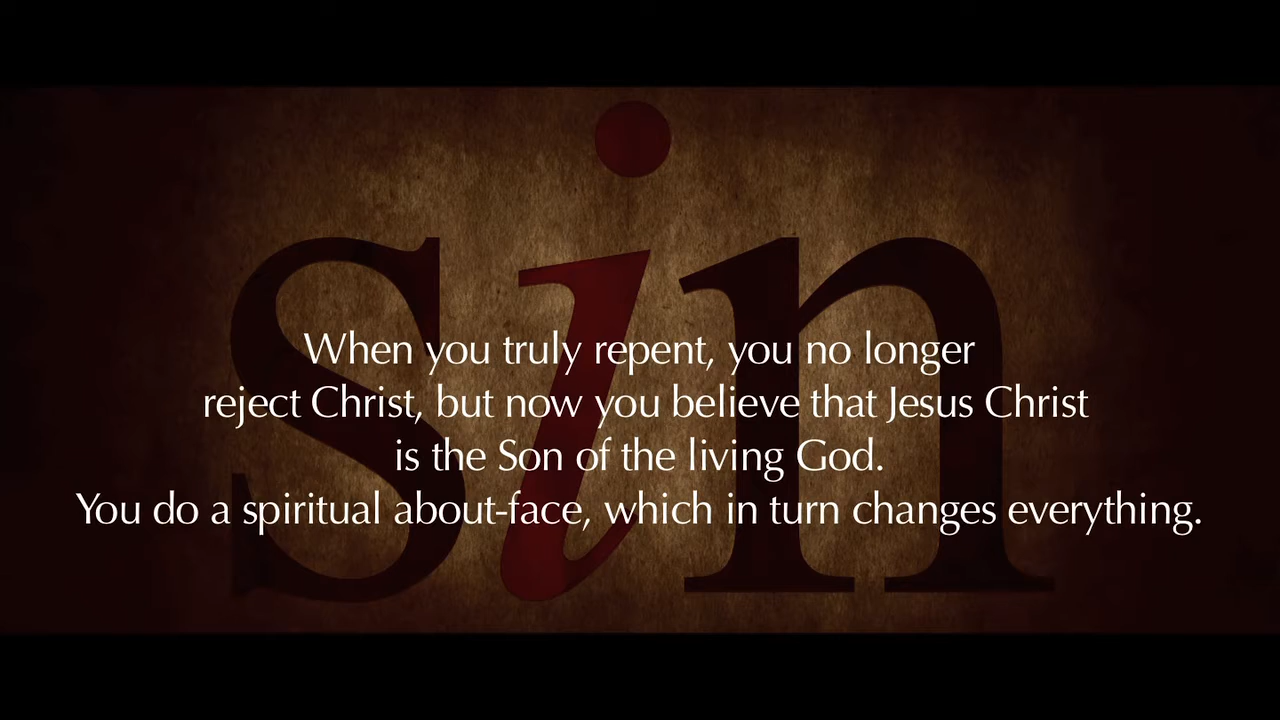 sin
When you truly repent, you no longer
reject Christ, but now you believe that Jesus Christ
is the Son of the living God.
You do a spiritual about-face, which in turn changes everything.